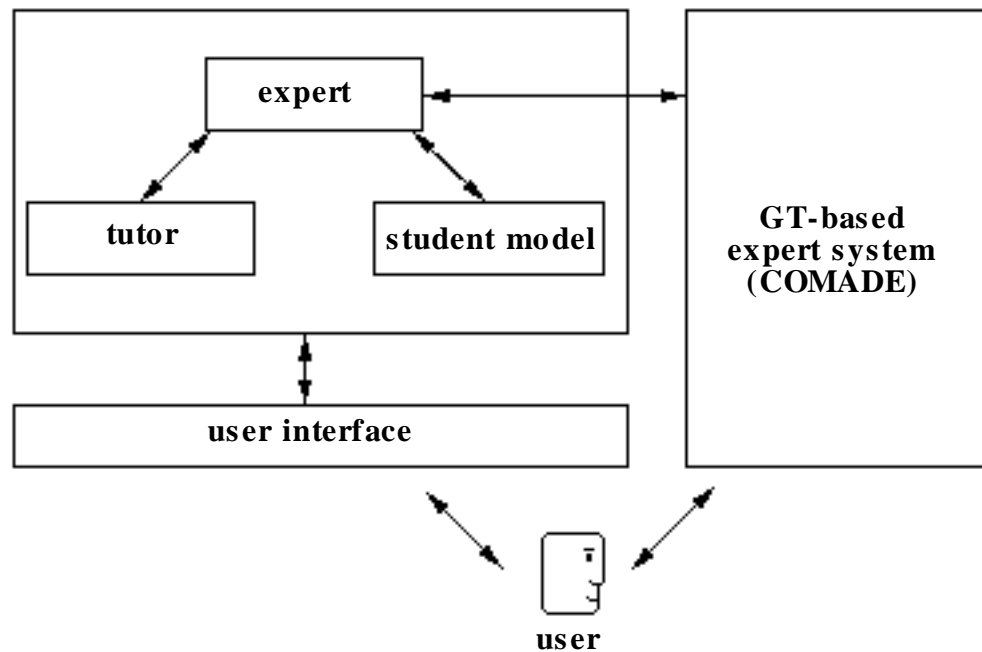 expert
tutor
student model
GT-based
expert system
(COMADE)
user interface
user